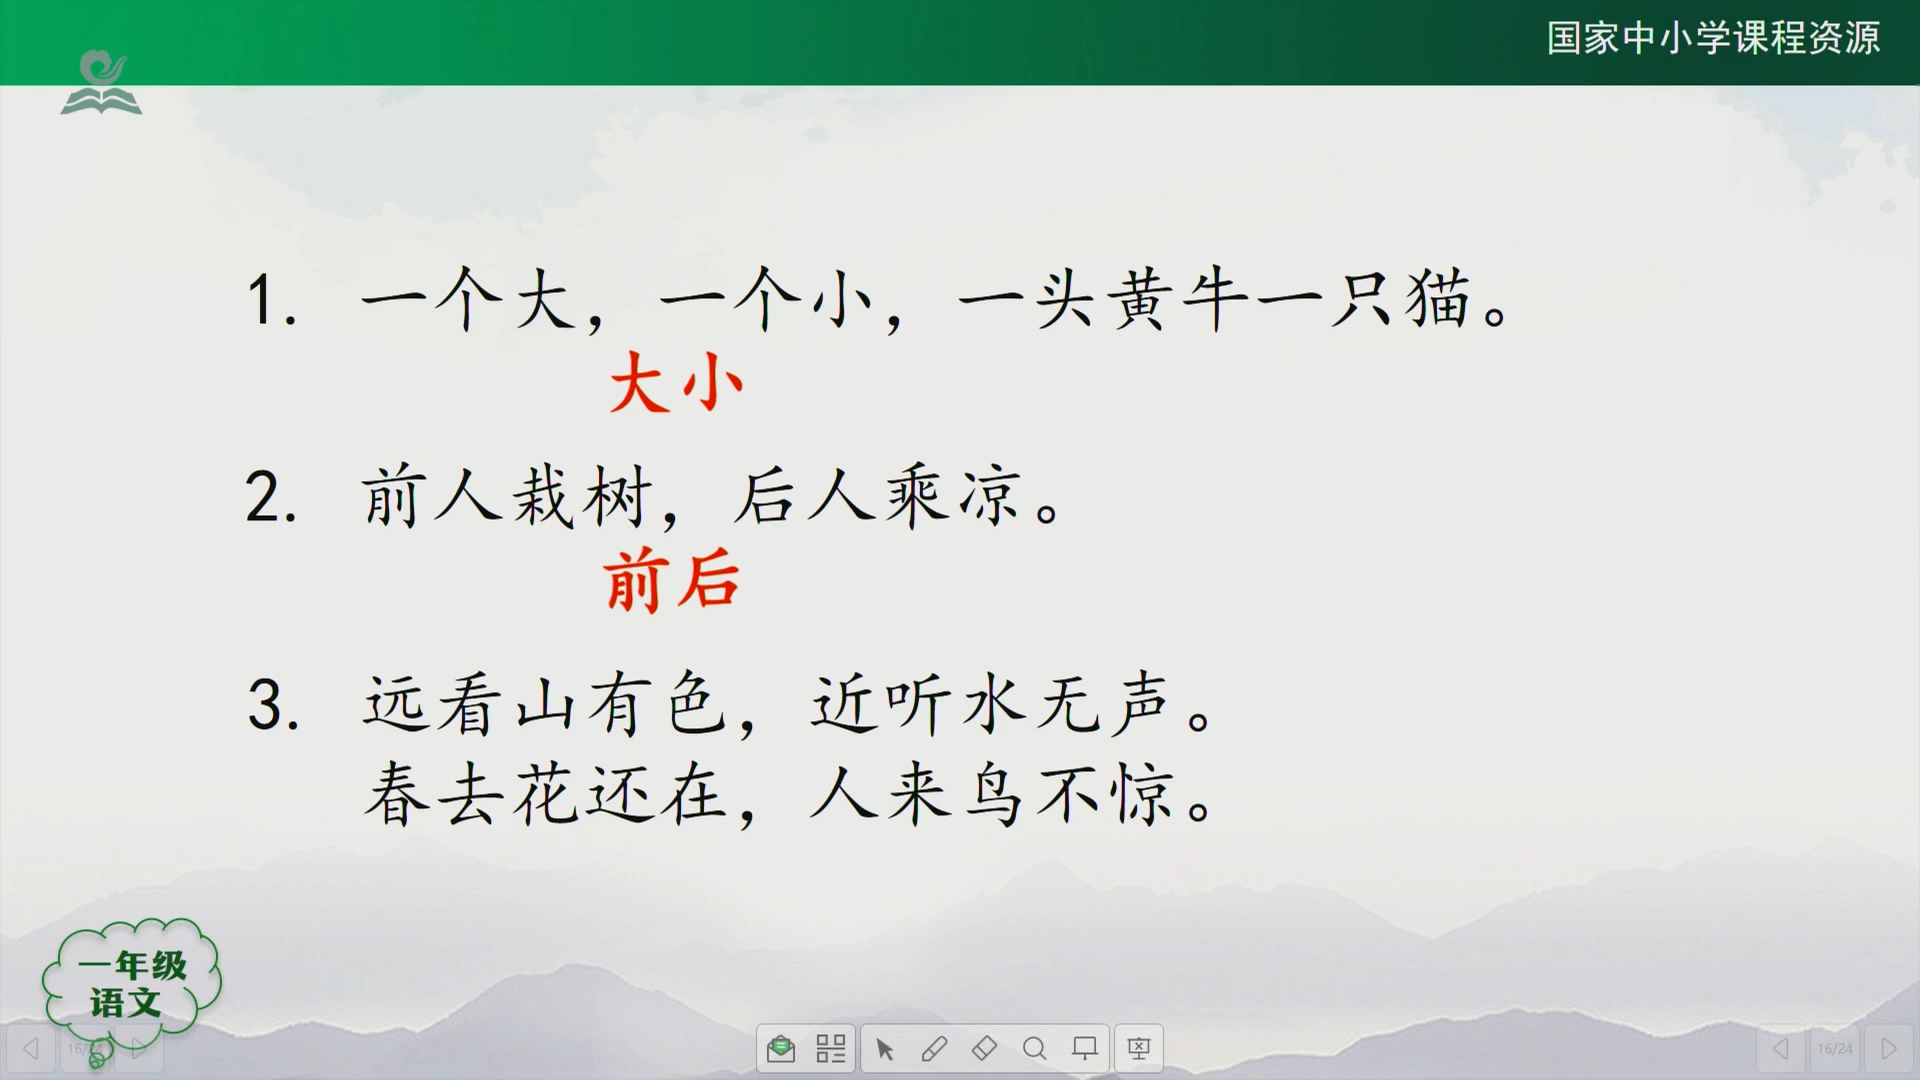 国家中小学课程资源
1. 一个大，一个小，一头黄牛一只猫。
大小
2. 前人栽树，后人乘凉。
前后
3. 远看山有色，近听水无声。
春去花还在，人来鸟不惊。
一年级
语文
16/24
16/24